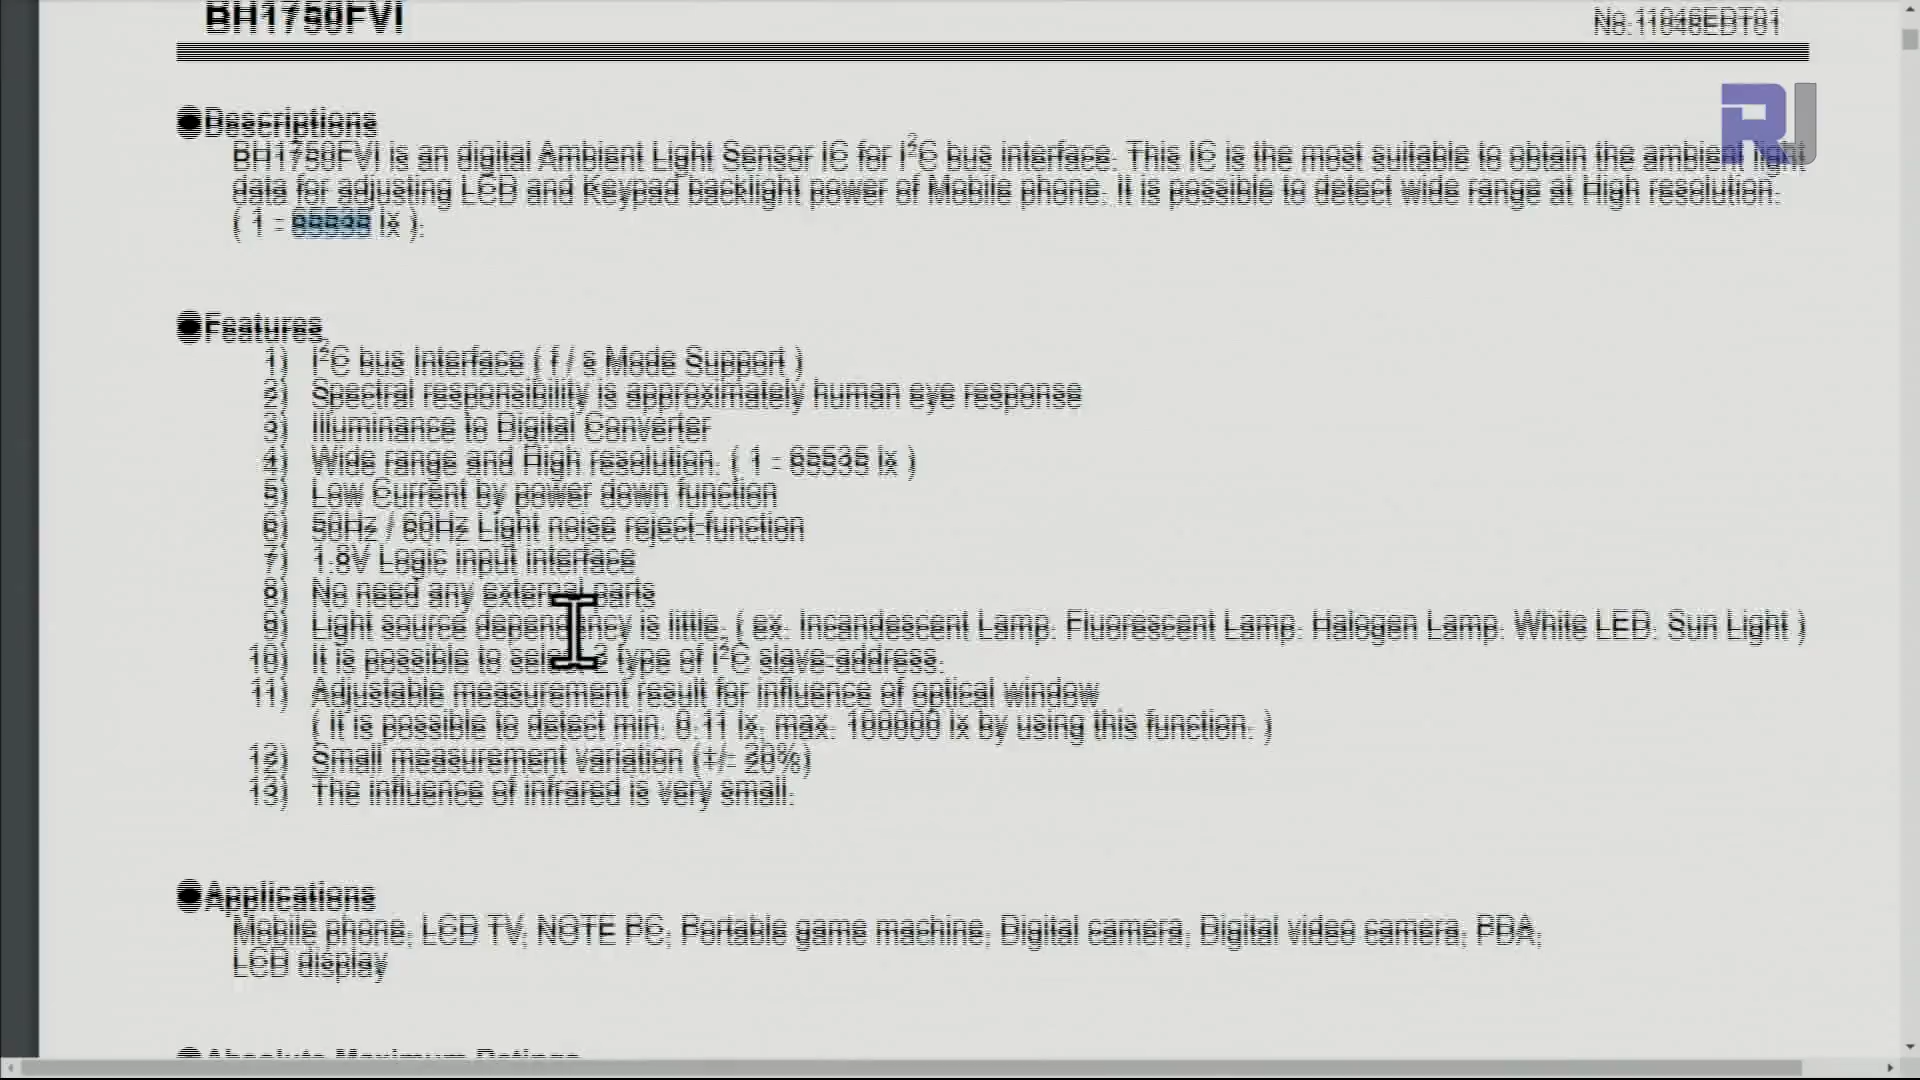 BH1750FVI
No.11046EDT01
●Descriptions
BH1750FVI is an digital Ambient Light Sensor IC for I²C bus interface. This IC is the most suitable to obtain the ambient light
RJ
data for adjusting LCD and Keypad backlight power of Mobile phone. It is possible to detect wide range at High resolution.
( 1 - 65535 lx ).
●Features
1) I²C bus Interface ( f / s Mode Support )
2) Spectral responsibility is approximately human eye response
3) Illuminance to Digital Converter
4) Wide range and High resolution. ( 1 - 65535 lx )
5) Low Current by power down function
6) 50Hz / 60Hz Light noise reject-function
7) 1.8V Logic input interface
8) No need any external parts
9) Light source dependency is little. ( ex. Incandescent Lamp. Fluorescent Lamp. Halogen Lamp. White LED. Sun Light )
10) It is possible to select 2 type of I²C slave-address.
11) Adjustable measurement result for influence of optical window
( It is possible to detect min. 0.11 lx, max. 100000 lx by using this function. )
12) Small measurement variation (+/- 20%)
13) The influence of infrared is very small.
●Applications
Mobile phone, LCD TV, NOTE PC, Portable game machine, Digital camera, Digital video camera, PDA,
LCD display
●Absolute Maximum Ratings